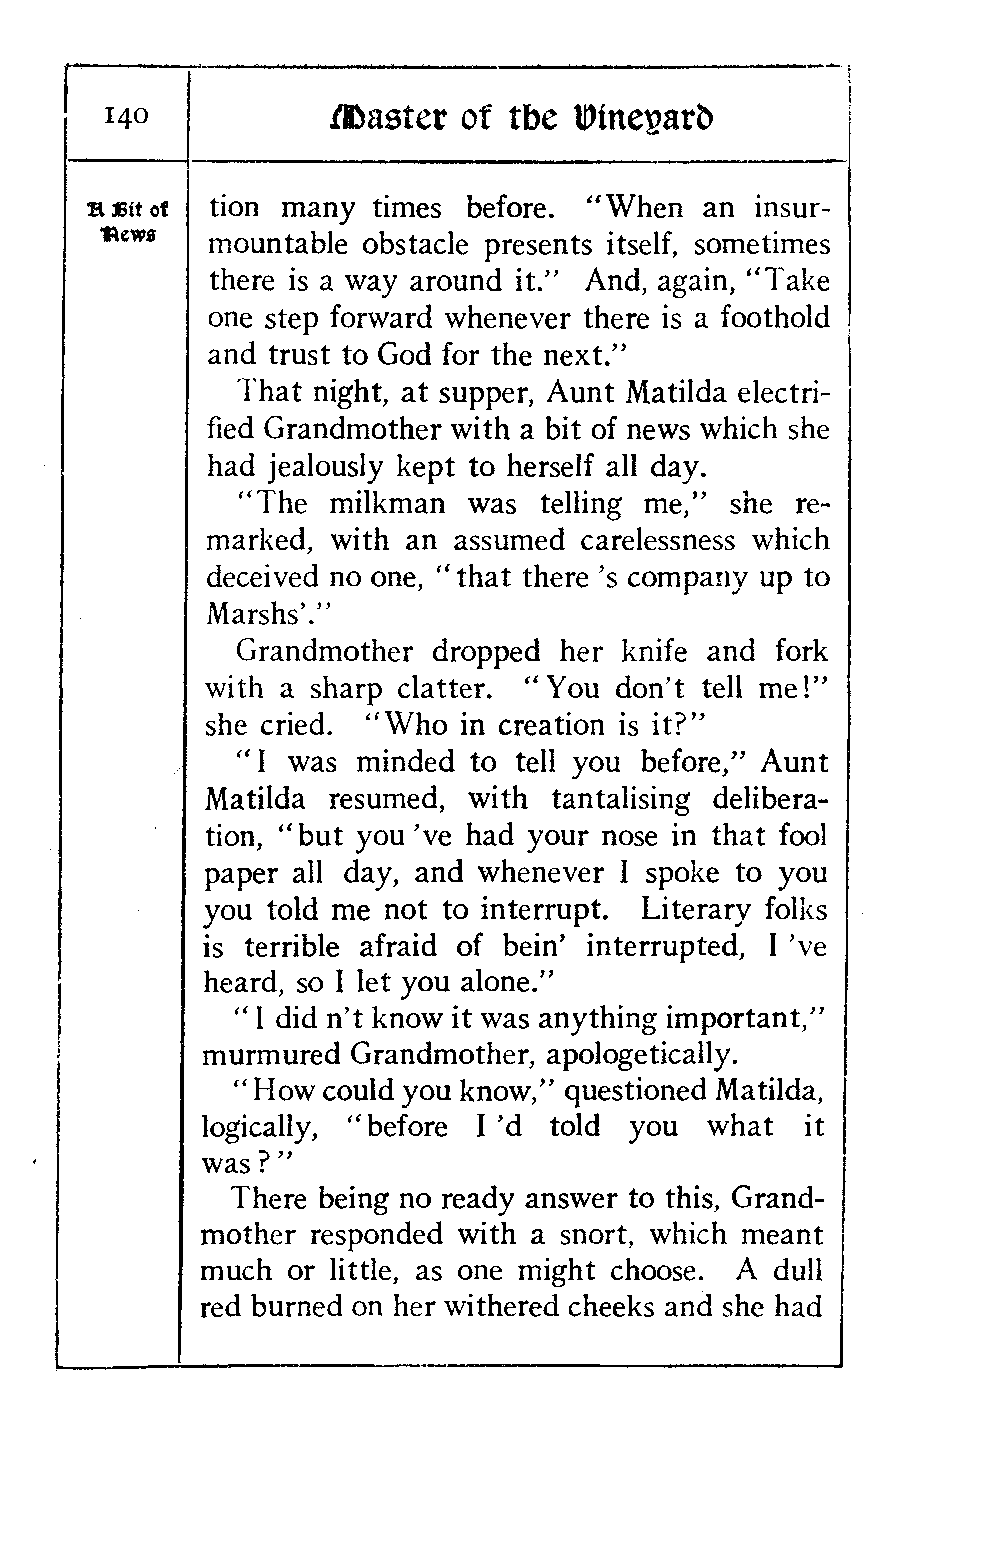 140
Master of the Vineyard
A Bit of
News
tion many times before. “When an insur-
mountable obstacle presents itself, sometimes
there is a way around it.” And, again, “Take
one step forward whenever there is a foothold
and trust to God for the next.”
That night, at supper, Aunt Matilda electri-
fied Grandmother with a bit of news which she
had jealously kept to herself all day.
“The milkman was telling me,” she re-
marked, with an assumed carelessness which
deceived no one, “that there ’s company up to
Marshs’.”
Grandmother dropped her knife and fork
with a sharp clatter. “You don’t tell me!”
she cried. “Who in creation is it?”
“I was minded to tell you before,” Aunt
Matilda resumed, with tantalising delibera-
tion, “but you ’ve had your nose in that fool
paper all day, and whenever I spoke to you
you told me not to interrupt. Literary folks
is terrible afraid of bein’ interrupted, I ’ve
heard, so I let you alone.”
“I did n’t know it was anything important,”
murmured Grandmother, apologetically.
“How could you know,” questioned Matilda,
logically, “before I ’d told you what it
was?”
There being no ready answer to this, Grand-
mother responded with a snort, which meant
much or little, as one might choose. A dull
red burned on her withered cheeks and she had